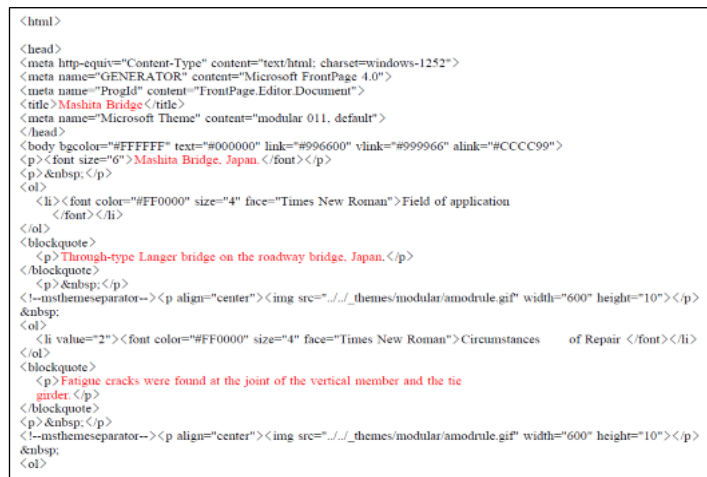 <html>
<head>
<meta http-equiv="Content-Type" content="text/html; charset=windows-1252">
<meta name="GENERATOR" content="Microsoft FrontPage 4.0">
<meta name="ProgId" content="FrontPage.Editor.Document">
<title>Mashita Bridge</title>
<meta name="Microsoft Theme" content="modular 011, default">
</head>
<body bgcolor="#FFFFFF" text="#000000" link="#996600" vlink="#999966" alink="#CCCC99">
<p><font size="6">Mashita Bridge, Japan.</font></p>
<p>&nbsp;</p>
<ol>
<li><font color="#FF0000" size="4" face="Times New Roman">Field of application
</font></li>
</ol>
<blockquote>
<p>Through-type Langer bridge on the roadway bridge, Japan.</p>
</blockquote>
<p>&nbsp;</p>
<!--msthemeseparator--><p align="center"><img src="../../_themes/modular/amodrule.gif" width="600" height="10"></p>
&nbsp;
<ol>
<li value="2"><font color="#FF0000" size="4" face="Times New Roman">Circumstances of Repair </font></li>
</ol>
<blockquote>
<p>Fatigue cracks were found at the joint of the vertical member and the tie
girder.</p>
</blockquote>
<p>&nbsp;</p>
<!--msthemeseparator--><p align="center"><img src="../../_themes/modular/amodrule.gif" width="600" height="10"></p>
&nbsp;
<ol>